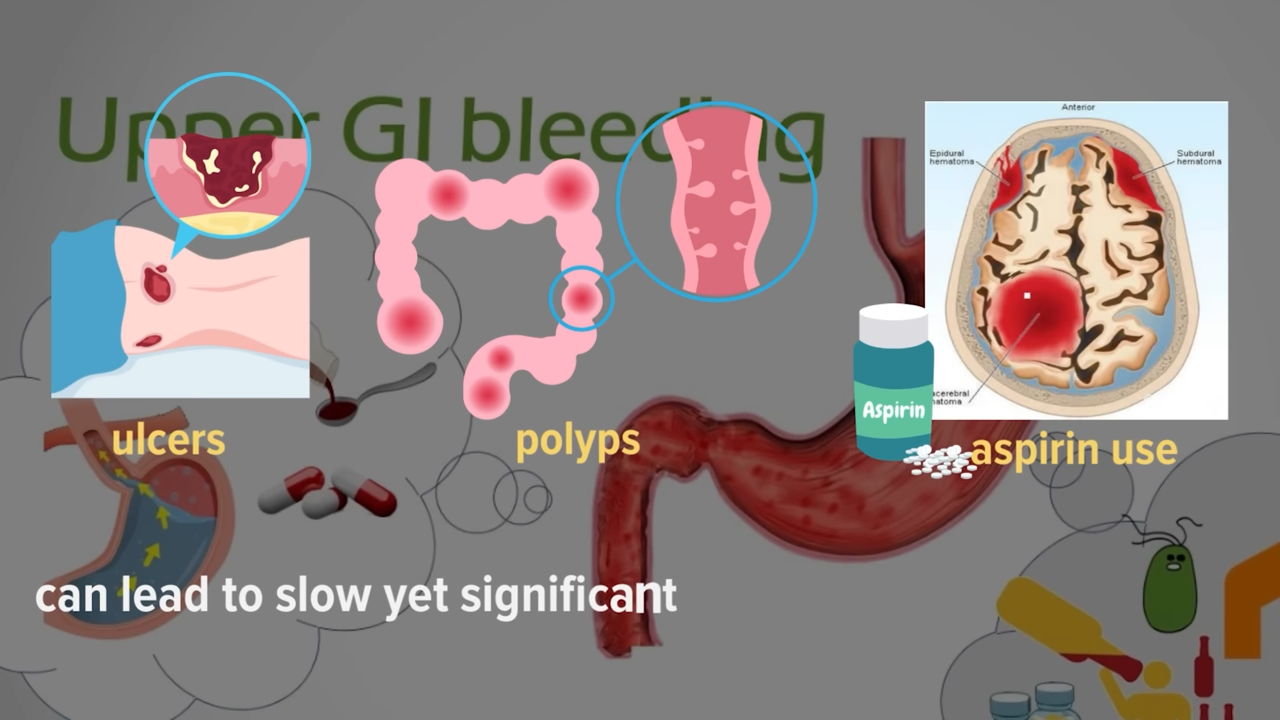 Upper GI bleeding
Anterior
Epidural
hematoma
Subdural
hematoma
Aspirin
ulcers
polyps
aspirin use
can lead to slow yet significant